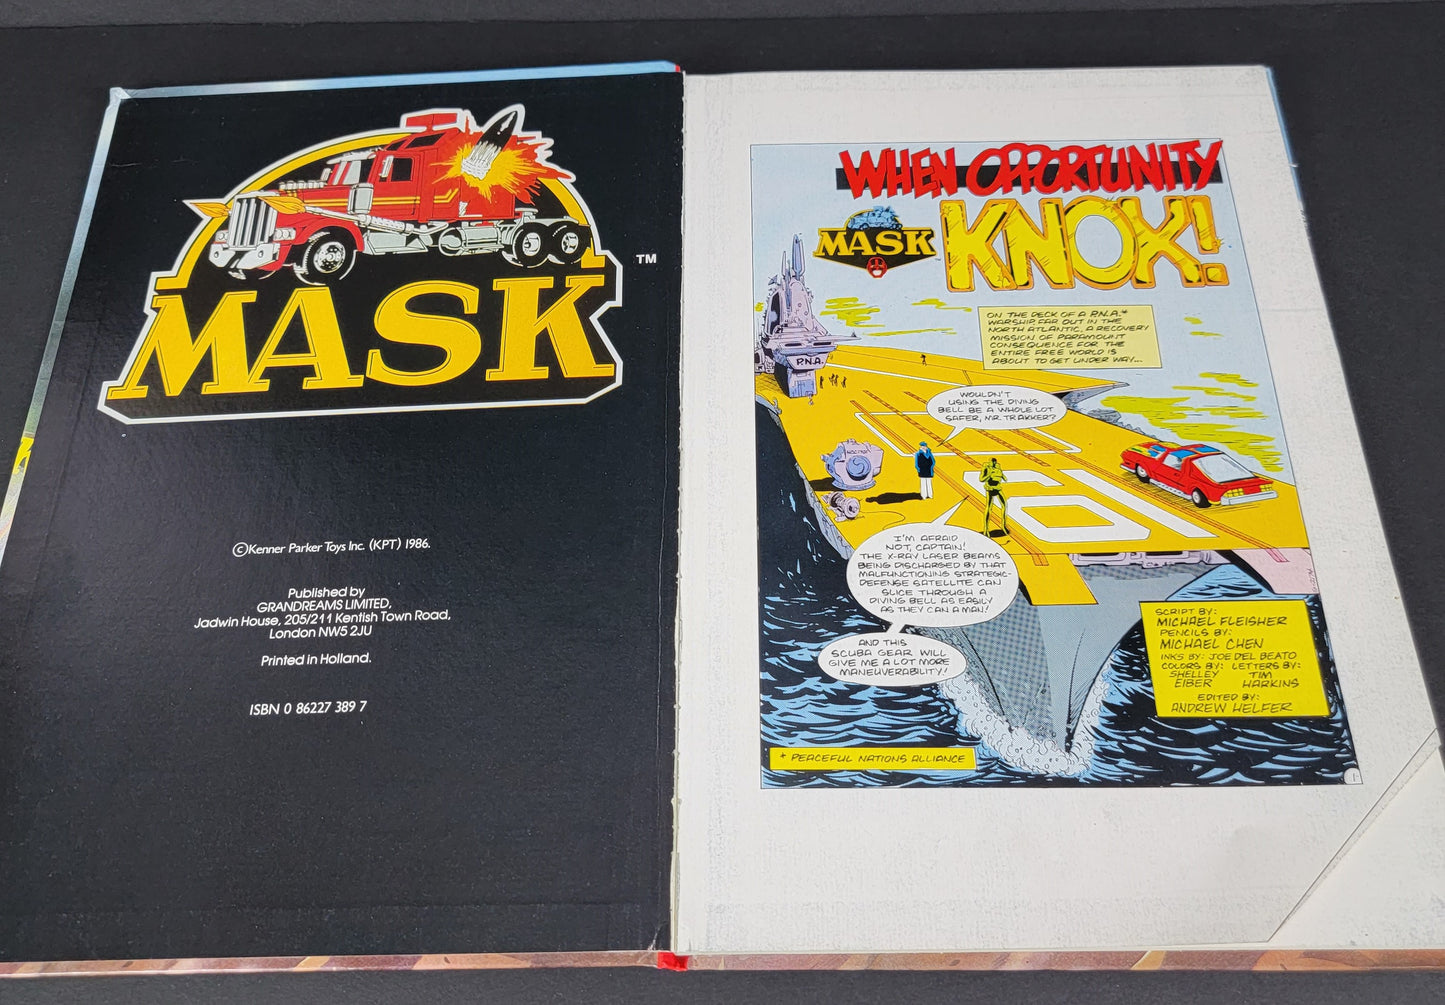 MASK
TM
©Kenner Parker Toys Inc. (KPT) 1986.
Published by
GRANDREAMS LIMITED,
Jadwin House, 205/211 Kentish Town Road,
London NW5 2JU
Printed in Holland.
ISBN 0 86227 389 7
WHEN OPPORTUNITY
KNOX!
MASK
ON THE DECK OF A P.N.A.*
WARSHIP FAR OUT IN THE
NORTH ATLANTIC, A RECOVERY
MISSION OF PARAMOUNT
CONSEQUENCE FOR THE
ENTIRE FREE WORLD IS
ABOUT TO GET UNDER WAY...
P.N.A.
WOULDN'T
USING THE DIVING
BELL BE A WHOLE LOT
SAFER, MR. TRAKKER?
I'M AFRAID
NOT, CAPTAIN!
THE X-RAY LASER BEAMS
BEING DISCHARGED BY THAT
MALFUNCTIONING STRATEGIC-
DEFENSE SATELLITE CAN
SLICE THROUGH A
DIVING BELL AS EASILY
AS THEY CAN A MAN!
AND THIS
SCUBA GEAR WILL
GIVE ME A LOT MORE
MANEUVERABILITY!
61
SCRIPT BY:
MICHAEL FLEISHER
PENCILS BY:
MICHAEL CHEN
INKS BY: JOE DEL BEATO
COLORS BY: LETTERS BY:
SHELLEY TIM
EIBER HARKINS
EDITED BY:
ANDREW HELFER
* PEACEFUL NATIONS ALLIANCE
1